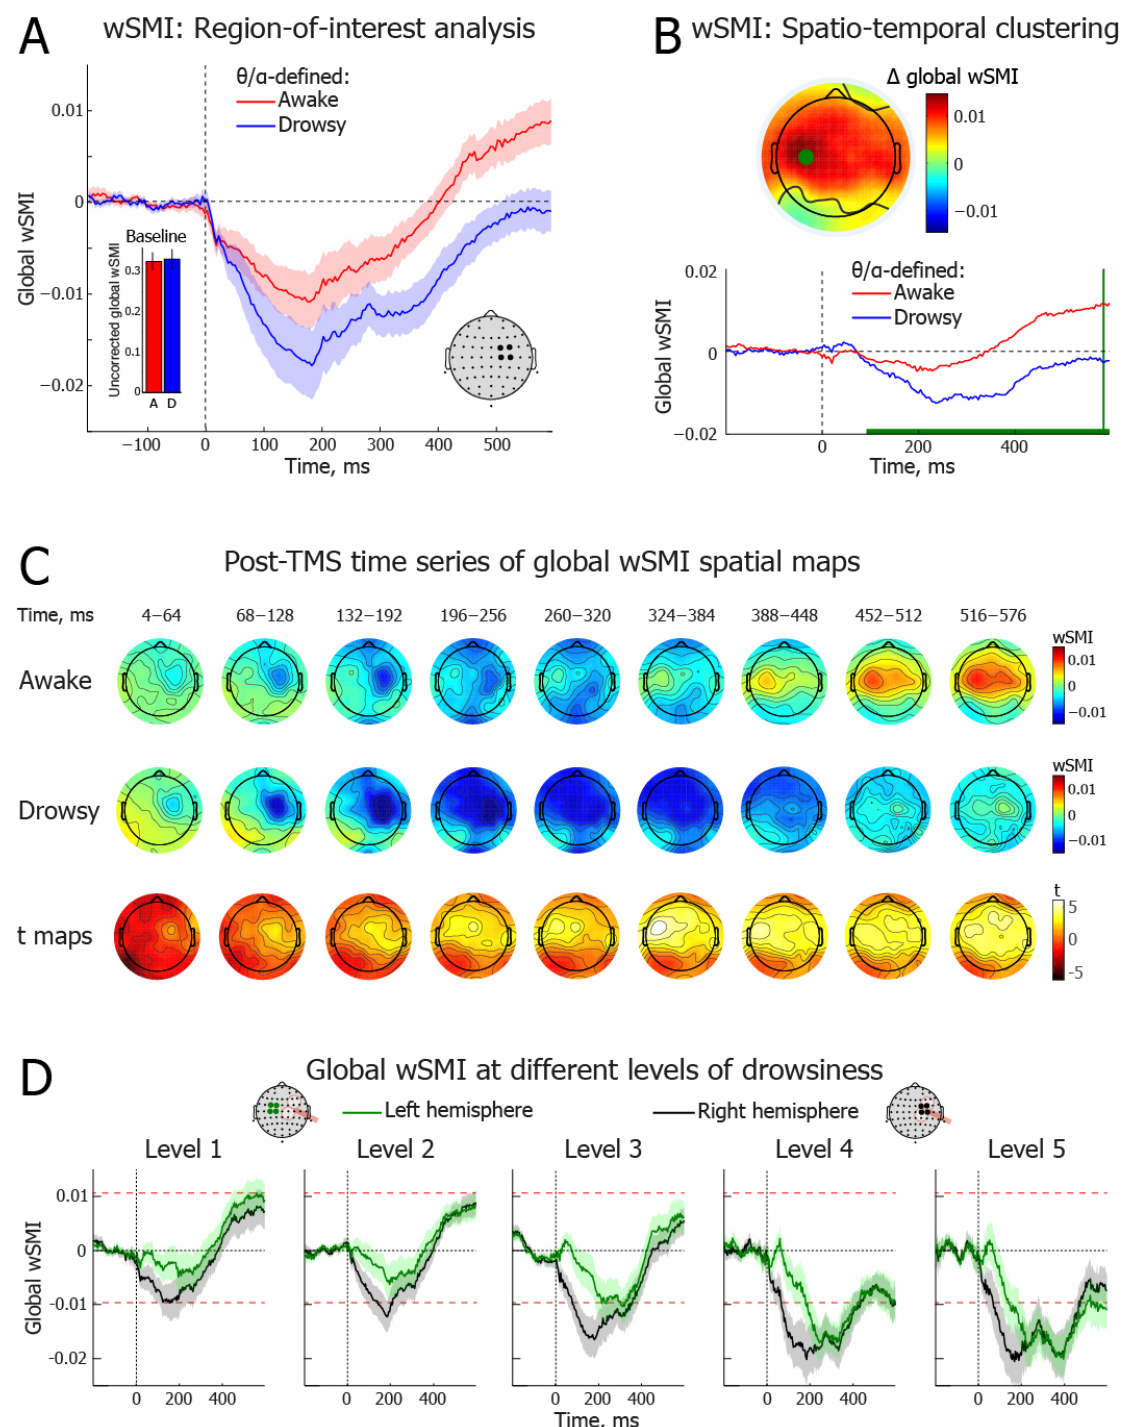 A
wSMI: Region-of-interest analysis
θ/α-defined:
Awake
Drowsy
0.01
0
−0.01
−0.02
Global wSMI
Baseline
Uncorrected global wSMI
0.3
0.2
0.1
0
A D
−100 0 100 200 300 400 500
Time, ms
B
wSMI: Spatio-temporal clustering
Δ global wSMI
0.01
0
−0.01
θ/α-defined:
Awake
Drowsy
0.02
0
−0.02
Global wSMI
0 200 400
Time, ms
C
Post-TMS time series of global wSMI spatial maps
Time, ms 4−64 68−128 132−192 196−256 260−320 324−384 388−448 452−512 516−576
Awake
wSMI
0.01
0
−0.01
Drowsy
wSMI
0.01
0
−0.01
t maps
t
5
0
-5
D
Global wSMI at different levels of drowsiness
Left hemisphere Right hemisphere
Level 1 Level 2 Level 3 Level 4 Level 5
0.01
0
-0.01
-0.02
Global wSMI
0 200 400 0 200 400 0 200 400 0 200 400 0 200 400
Time, ms